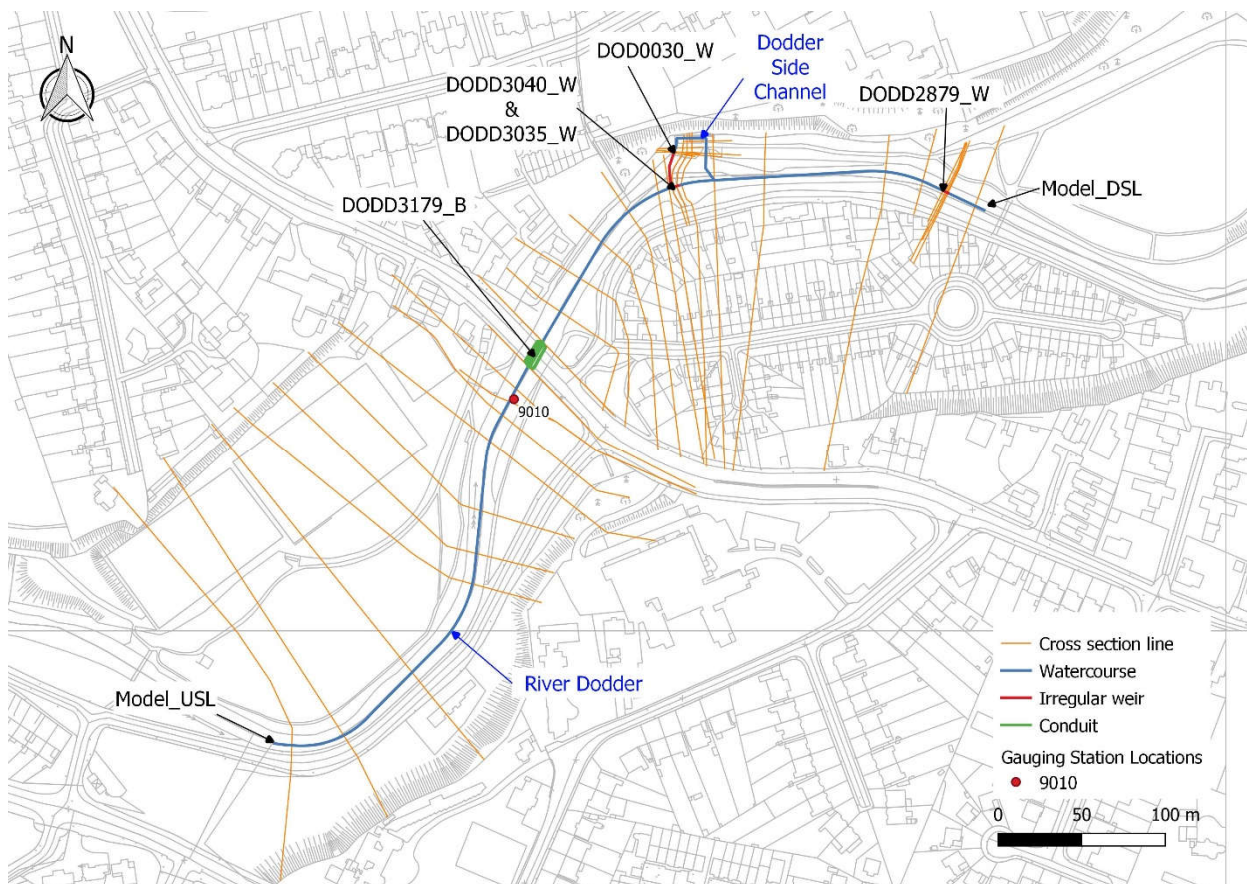 N
DOD0030_W
Dodder
Side
Channel
DODD3040_W
&
DODD3035_W
DODD2879_W
Model_DSL
DODD3179_B
9010
River Dodder
Model_USL
Cross section line
Watercourse
Irregular weir
Conduit
Gauging Station Locations
9010
0 50 100 m